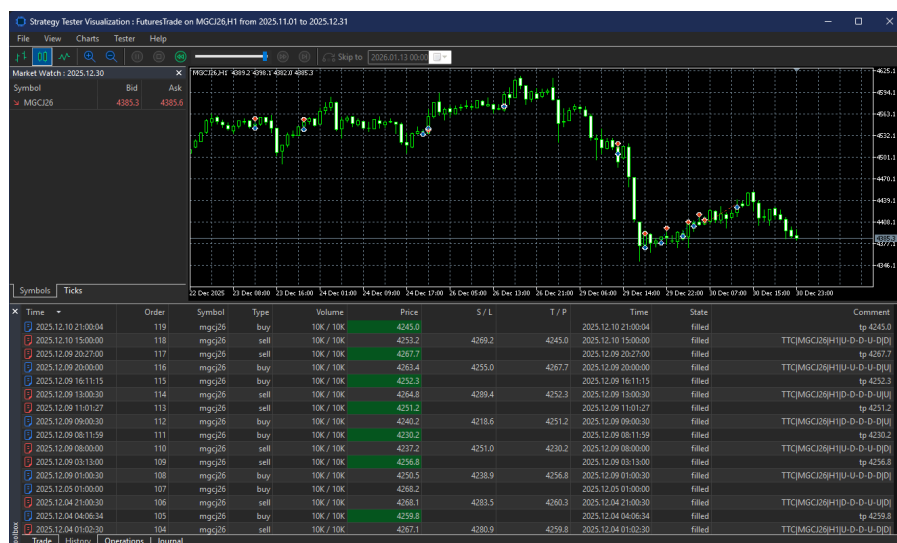 Strategy Tester Visualization : FuturesTrade on MGCJ26,H1 from 2025.11.01 to 2025.12.31
File View Charts Tester Help
Skip to 2026.01.13 00:00
Market Watch : 2025.12.30
Symbol Bid Ask
MGCJ26 4385.3 4385.6
Symbols Ticks
MGCJ26,H1 4389.2 4398.1 4382.0 4385.3
4625.1
4594.1
4563.1
4532.1
4501.1
4470.1
4439.1
4408.1
4385.3
4377.1
4346.1
22 Dec 2025 23 Dec 08:00 23 Dec 16:00 24 Dec 01:00 24 Dec 09:00 24 Dec 17:00 26 Dec 05:00 26 Dec 13:00 26 Dec 21:00 29 Dec 06:00 29 Dec 14:00 29 Dec 22:00 30 Dec 07:00 30 Dec 15:00 30 Dec 23:00
Time Order Symbol Type Volume Price S / L T / P Time State Comment
2025.12.10 21:00:04 119 mgcj26 buy 10K / 10K 4245.0 2025.12.10 21:00:04 filled tp 4245.0
2025.12.10 15:00:00 118 mgcj26 sell 10K / 10K 4253.2 4269.2 4245.0 2025.12.10 15:00:00 filled TTC|MGCJ26|H1|U-D-D-U-D|D|
2025.12.09 20:27:00 117 mgcj26 sell 10K / 10K 4267.7 2025.12.09 20:27:00 filled tp 4267.7
2025.12.09 20:00:00 116 mgcj26 buy 10K / 10K 4263.4 4255.0 4267.7 2025.12.09 20:00:00 filled TTC|MGCJ26|H1|U-U-D-D-D|U|
2025.12.09 16:11:15 115 mgcj26 buy 10K / 10K 4252.3 2025.12.09 16:11:15 filled tp 4252.3
2025.12.09 13:00:30 114 mgcj26 sell 10K / 10K 4264.8 4289.4 4252.3 2025.12.09 13:00:30 filled TTC|MGCJ26|H1|D-D-D-D-U|U|
2025.12.09 11:01:27 113 mgcj26 sell 10K / 10K 4251.2 2025.12.09 11:01:27 filled tp 4251.2
2025.12.09 09:00:30 112 mgcj26 buy 10K / 10K 4240.2 4218.6 4251.2 2025.12.09 09:00:30 filled TTC|MGCJ26|H1|U-D-D-D-D|D|
2025.12.09 08:11:59 111 mgcj26 buy 10K / 10K 4230.2 2025.12.09 08:11:59 filled tp 4230.2
2025.12.09 08:00:00 110 mgcj26 sell 10K / 10K 4237.2 4251.0 4230.2 2025.12.09 08:00:00 filled TTC|MGCJ26|H1|D-D-D-D-U|D|
2025.12.09 03:13:00 109 mgcj26 sell 10K / 10K 4256.8 2025.12.09 03:13:00 filled tp 4256.8
2025.12.09 01:00:30 108 mgcj26 buy 10K / 10K 4250.5 4238.9 4256.8 2025.12.09 01:00:30 filled TTC|MGCJ26|H1|U-U-D-D-D|D|
2025.12.05 01:00:00 107 mgcj26 buy 10K / 10K 4268.2 2025.12.05 01:00:00 filled
2025.12.04 21:00:30 106 mgcj26 sell 10K / 10K 4268.1 4283.5 4260.3 2025.12.04 21:00:30 filled TTC|MGCJ26|H1|D-D-D-U-U|D|
2025.12.04 04:06:34 105 mgcj26 buy 10K / 10K 4259.8 2025.12.04 04:06:34 filled tp 4259.8
2025.12.04 01:02:30 104 mgcj26 sell 10K / 10K 4267.1 4280.9 4259.8 2025.12.04 01:02:30 filled TTC|MGCJ26|H1|U-D-D-D-D|D|
Trade History Operations Journal